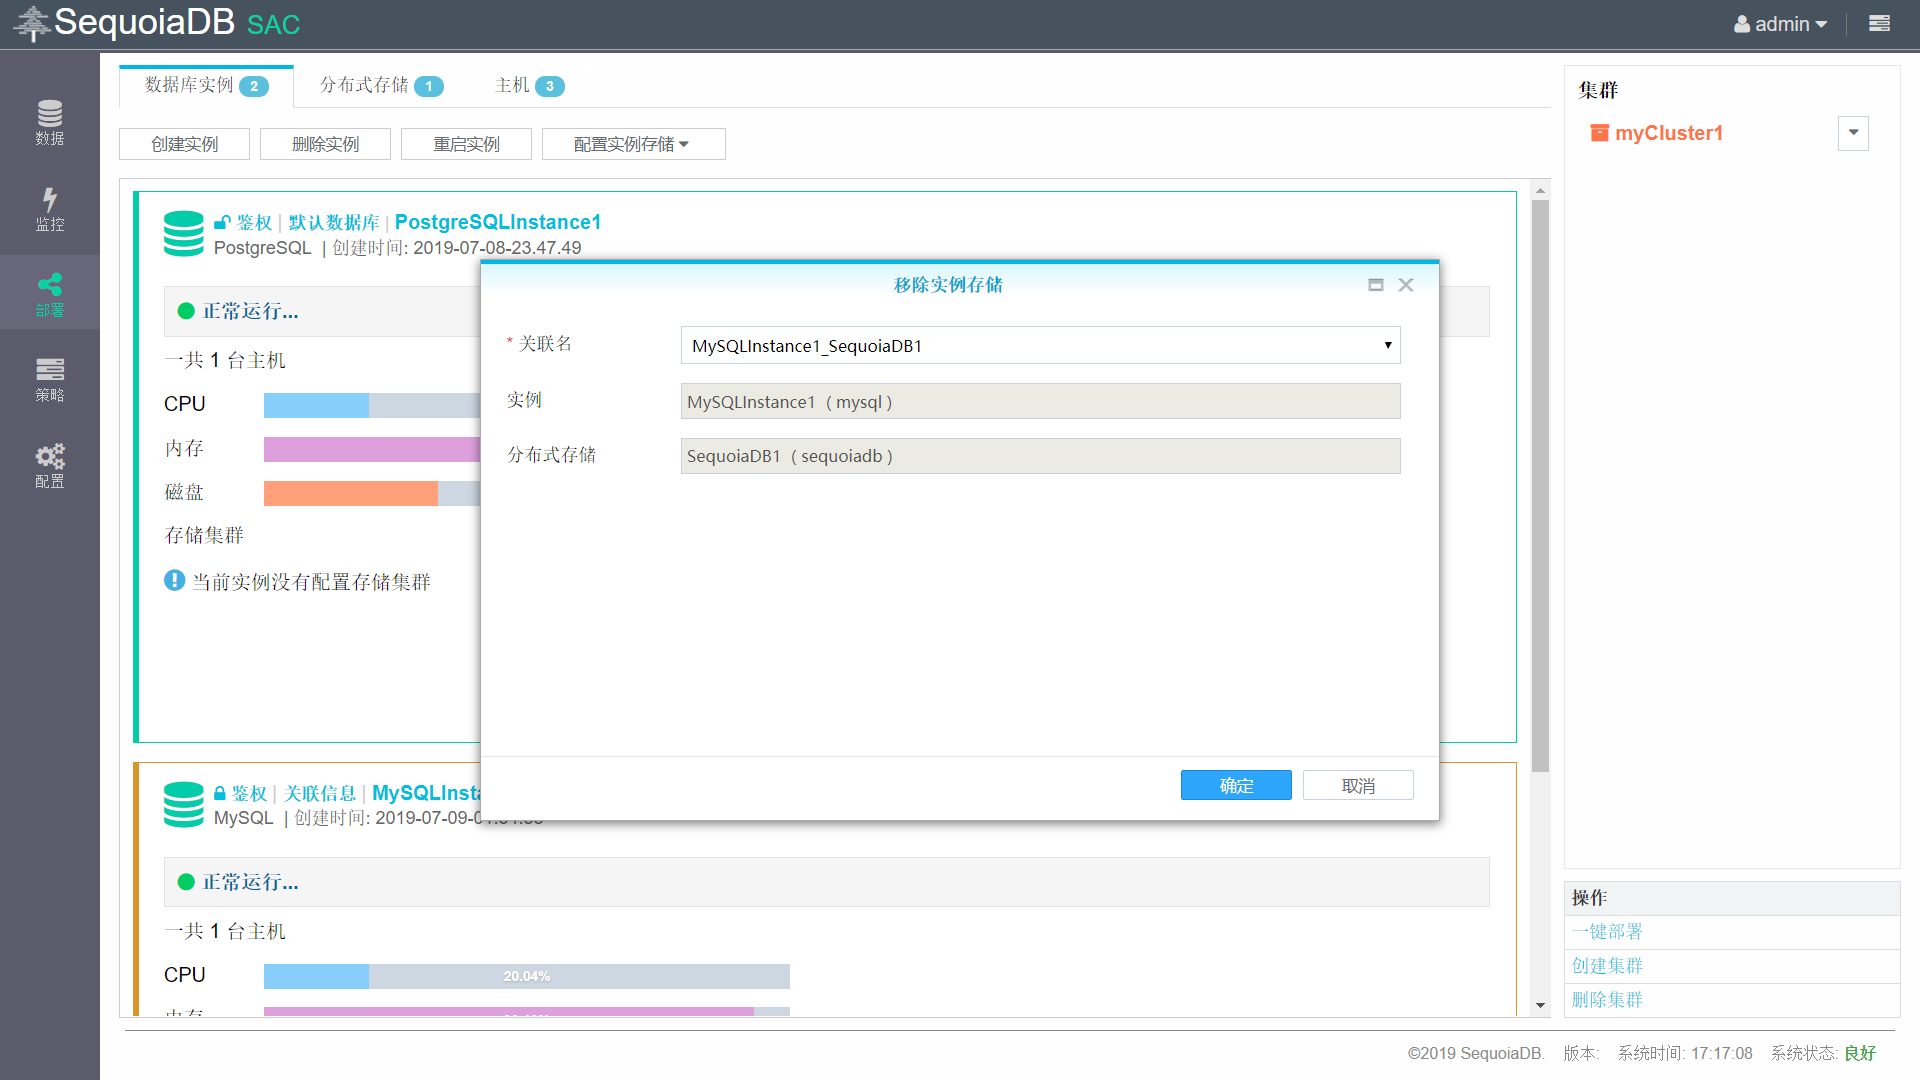 SequoiaDB SAC
admin
数据
监控
部署
策略
配置
数据库实例 2
分布式存储 1
主机 3
创建实例
删除实例
重启实例
配置实例存储
鉴权 | 默认数据库 | PostgreSQLInstance1
PostgreSQL | 创建时间: 2019-07-08-23.47.49
正常运行...
一共 1 台主机
CPU
内存
磁盘
存储集群
当前实例没有配置存储集群
移除实例存储
* 关联名
MySQLInstance1_SequoiaDB1
实例
MySQLInstance1 ( mysql )
分布式存储
SequoiaDB1 ( sequoiadb )
确定
取消
鉴权 | 关联信息 | MySQLInsta
MySQL | 创建时间: 2019-07-09-0
正常运行...
一共 1 台主机
CPU
20.04%
内存
集群
myCluster1
操作
一键部署
创建集群
删除集群
©2019 SequoiaDB. 版本: 系统时间: 17:17:08 系统状态: 良好